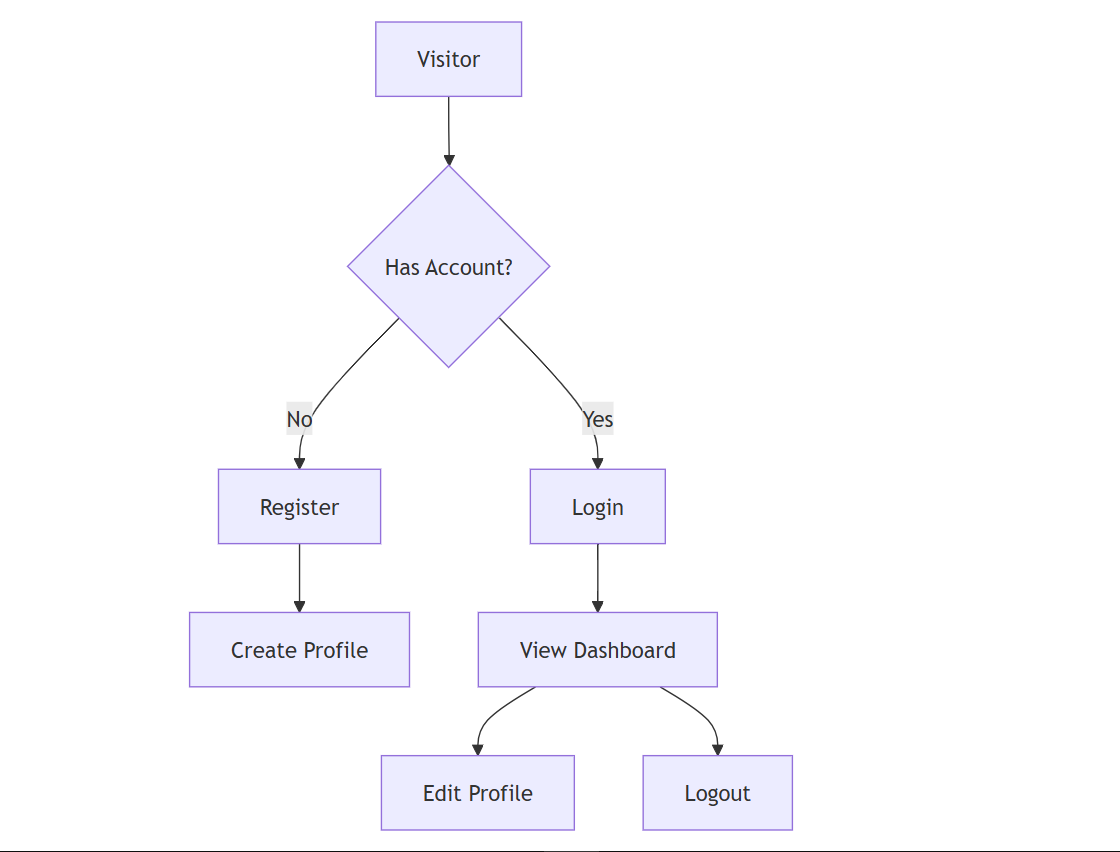 Visitor
Has Account?
No
Yes
Register
Login
Create Profile
View Dashboard
Edit Profile
Logout